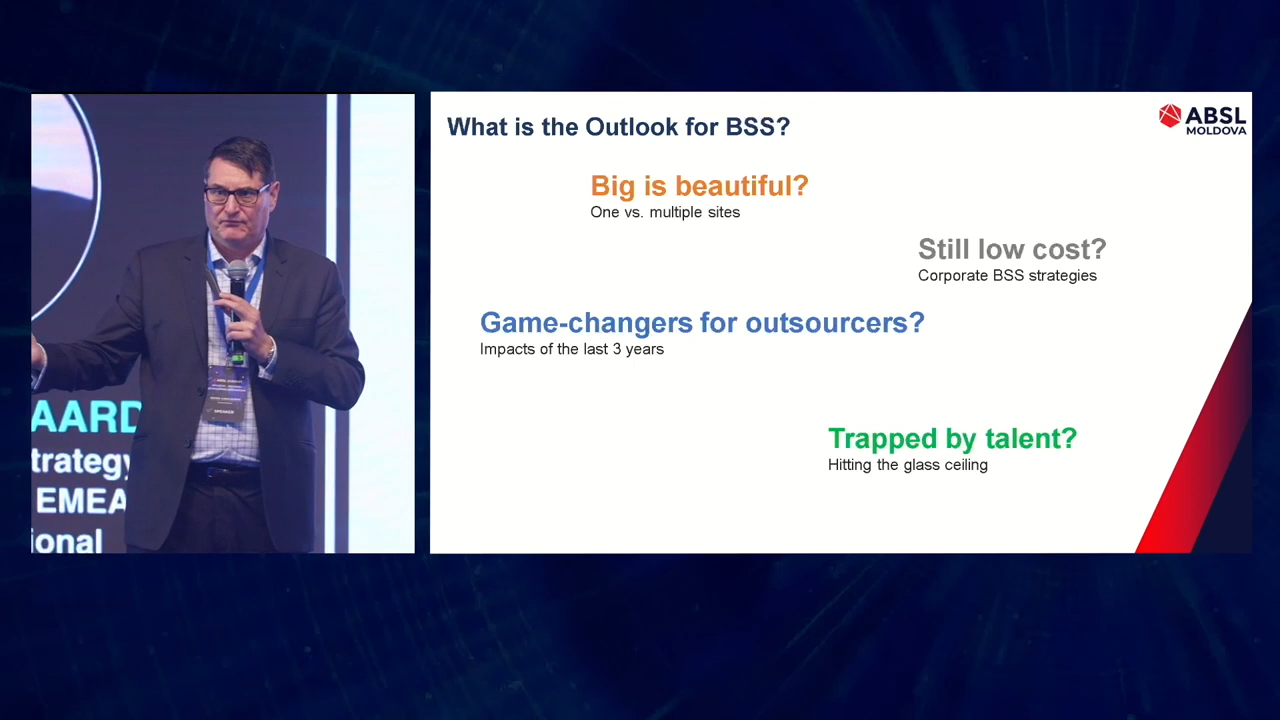 What is the Outlook for BSS?
ABSL
MOLDOVA
Big is beautiful?
One vs. multiple sites
Still low cost?
Corporate BSS strategies
Game-changers for outsourcers?
Impacts of the last 3 years
Trapped by talent?
Hitting the glass ceiling
AARD
trategy
EMEA
ional
SPEAKER